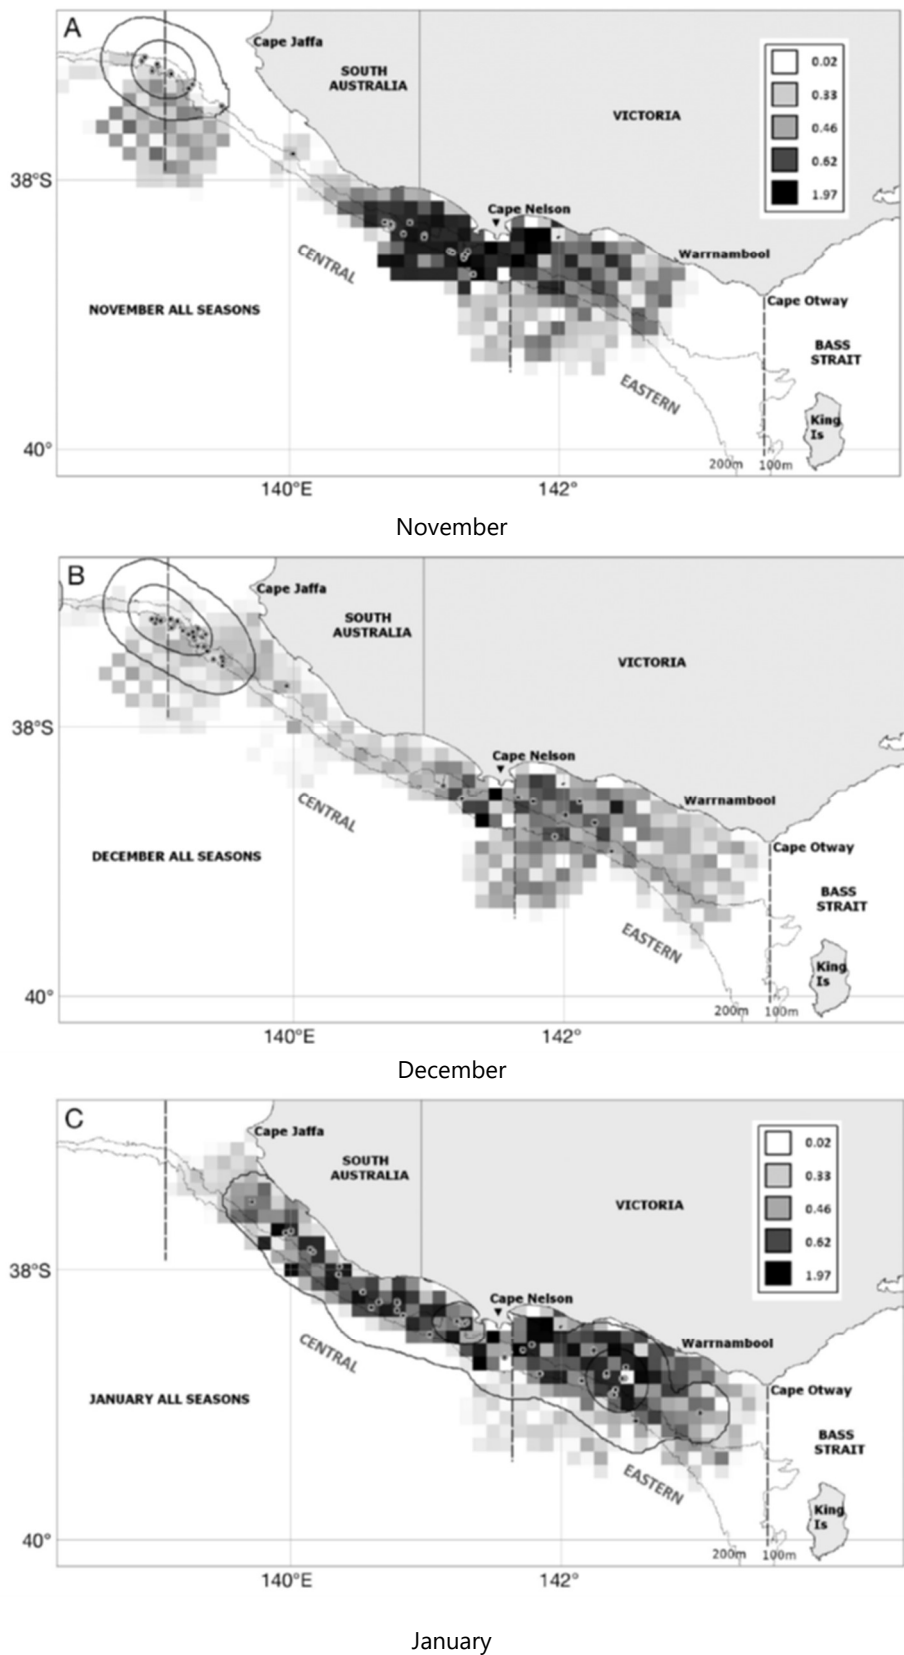 A
Cape Jaffa
SOUTH
AUSTRALIA
VICTORIA
0.02
0.33
0.46
0.62
1.97
38°S
Cape Nelson
Warrnambool
CENTRAL
Cape Otway
NOVEMBER ALL SEASONS
BASS
STRAIT
EASTERN
King
Is
40°
200m 100m
140°E 142°
November
B
Cape Jaffa
SOUTH
AUSTRALIA
VICTORIA
38°S
Cape Nelson
Warrnambool
CENTRAL
Cape Otway
DECEMBER ALL SEASONS
BASS
STRAIT
EASTERN
King
Is
40°
200m 100m
140°E 142°
December
C
Cape Jaffa
SOUTH
AUSTRALIA
VICTORIA
0.02
0.33
0.46
0.62
1.97
38°S
Cape Nelson
Warrnambool
CENTRAL
Cape Otway
JANUARY ALL SEASONS
BASS
STRAIT
EASTERN
King
Is
40°
200m 100m
140°E 142°
January